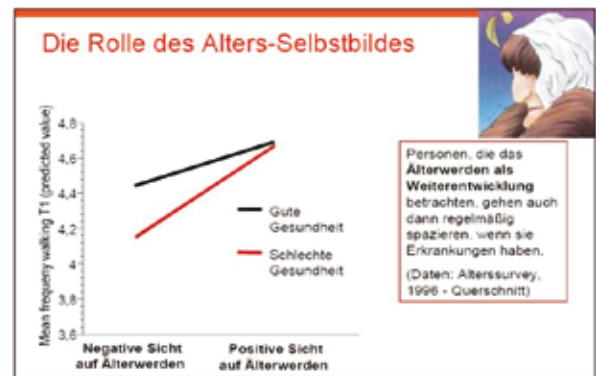 Die Rolle des Alters-Selbstbildes
Mean frequeny walking T1 (predicted value)
4,8
4,6
4,4
4,2
4
3,8
3,6
Gute
Gesundheit
Schlechte
Gesundheit
Negative Sicht
auf Älterwerden
Positive Sicht
auf Älterwerden
Personen, die das
Älterwerden als
Weiterentwicklung
betrachten, gehen auch
dann regelmäßig
spazieren, wenn sie
Erkrankungen haben.
(Daten: Alterssurvey,
1996 - Querschnitt)